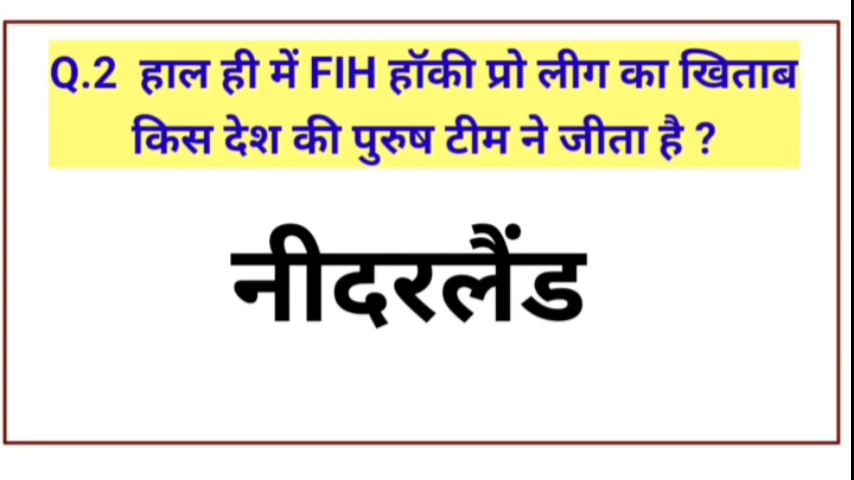 Q.2 हाल ही में FIH हॉकी प्रो लीग का खिताब
किस देश की पुरुष टीम ने जीता है ?
नीदरलैंड